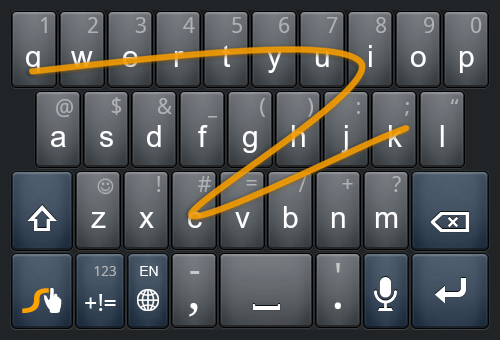 1 2 3 4 5 6 7 8 9 0
q w e r t y u i o p
@ $ & _ ( ) : ; “
a s d f g h j k l
! # = / + ?
z x c v b n m
123 EN - '
+!= , .